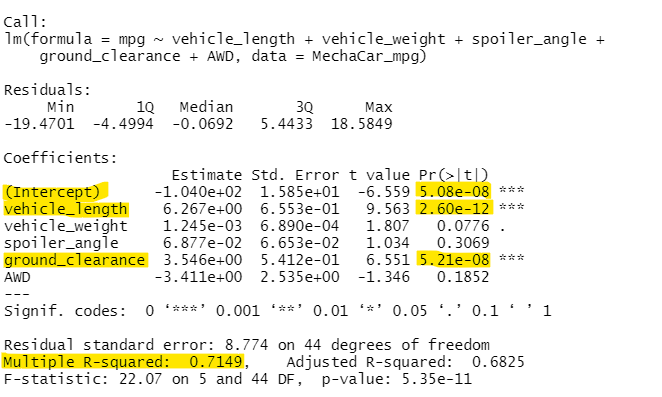 Call:
lm(formula = mpg ~ vehicle_length + vehicle_weight + spoiler_angle +
    ground_clearance + AWD, data = MechaCar_mpg)
Residuals:
     Min       1Q   Median       3Q      Max
-19.4701  -4.4994  -0.0692   5.4433  18.5849
Coefficients:
                   Estimate Std. Error t value Pr(>|t|)
(Intercept)      -1.040e+02  1.585e+01  -6.559 5.08e-08 ***
vehicle_length    6.267e+00  6.553e-01   9.563 2.60e-12 ***
vehicle_weight    1.245e-03  6.890e-04   1.807   0.0776 .
spoiler_angle     6.877e-02  6.653e-02   1.034   0.3069
ground_clearance  3.546e+00  5.412e-01   6.551 5.21e-08 ***
AWD              -3.411e+00  2.535e+00  -1.346   0.1852
---
Signif. codes:  0 ‘***’ 0.001 ‘**’ 0.01 ‘*’ 0.05 ‘.’ 0.1 ‘ ’ 1
Residual standard error: 8.774 on 44 degrees of freedom
Multiple R-squared:  0.7149,    Adjusted R-squared:  0.6825
F-statistic: 22.07 on 5 and 44 DF,  p-value: 5.35e-11